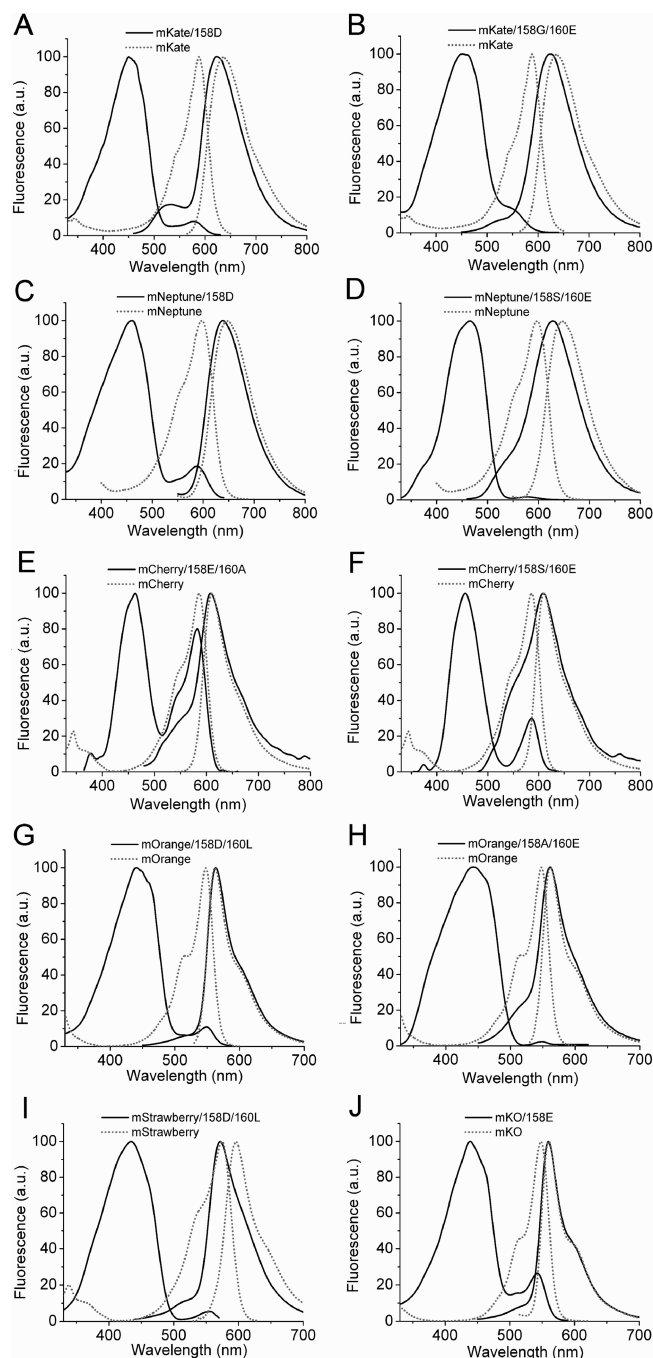 A
mKate/158D
mKate
Fluorescence (a.u.)
100
80
60
40
20
0
400 500 600 700 800
Wavelength (nm)
B
mKate/158G/160E
mKate
Fluorescence (a.u.)
100
80
60
40
20
0
400 500 600 700 800
Wavelength (nm)
C
mNeptune/158D
mNeptune
Fluorescence (a.u.)
100
80
60
40
20
0
400 500 600 700 800
Wavelength (nm)
D
mNeptune/158S/160E
mNeptune
Fluorescence (a.u.)
100
80
60
40
20
0
400 500 600 700 800
Wavelength (nm)
E
mCherry/158E/160A
mCherry
Fluorescence (a.u.)
100
80
60
40
20
0
400 500 600 700 800
Wavelength (nm)
F
mCherry/158S/160E
mCherry
Fluorescence (a.u.)
100
80
60
40
20
0
400 500 600 700 800
Wavelength (nm)
G
mOrange/158D/160L
mOrange
Fluorescence (a.u.)
100
80
60
40
20
0
400 500 600 700
Wavelength (nm)
H
mOrange/158A/160E
mOrange
Fluorescence (a.u.)
100
80
60
40
20
0
400 500 600 700
Wavelength (nm)
I
mStrawberry/158D/160L
mStrawberry
Fluorescence (a.u.)
100
80
60
40
20
0
400 500 600 700
Wavelength (nm)
J
mKO/158E
mKO
Fluorescence (a.u.)
100
80
60
40
20
0
400 500 600 700
Wavelength (nm)